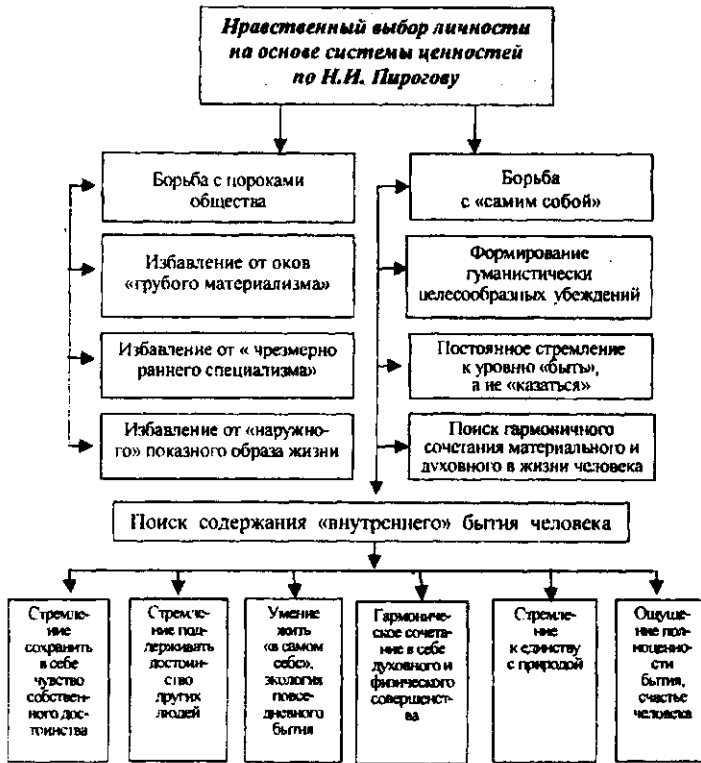 Нравственный выбор личности
на основе системы ценностей
по Н.И. Пирогову
Борьба с пороками
общества
Борьба
с «самим собой»
Избавление от оков
«грубого материализма»
Формирование
гуманистически
целесообразных убеждений
Избавление от « чрезмерно
раннего специализма»
Постоянное стремление
к уровню «быть»,
а не «казаться»
Избавление от «наружно-
го» показного образа жизни
Поиск гармоничного
сочетания материального и
духовного в жизни человека
Поиск содержания «внутреннего» бытия человека
Стремле-
ние
сохранить
в себе
чувство
собствен-
ного дос-
тоинства
Стремле-
ние под-
держивать
достоин-
ство
других
людей
Умение
жить
«в самом
себе»,
экология
повсе-
дневного
бытия
Гармониче-
ское сочета-
ние в себе
духовного и
физического
совершенст-
ва
Стремле-
ние
к единству
с природой
Ощуще-
ние пол-
ноценно-
сти
бытия,
счастье
человека